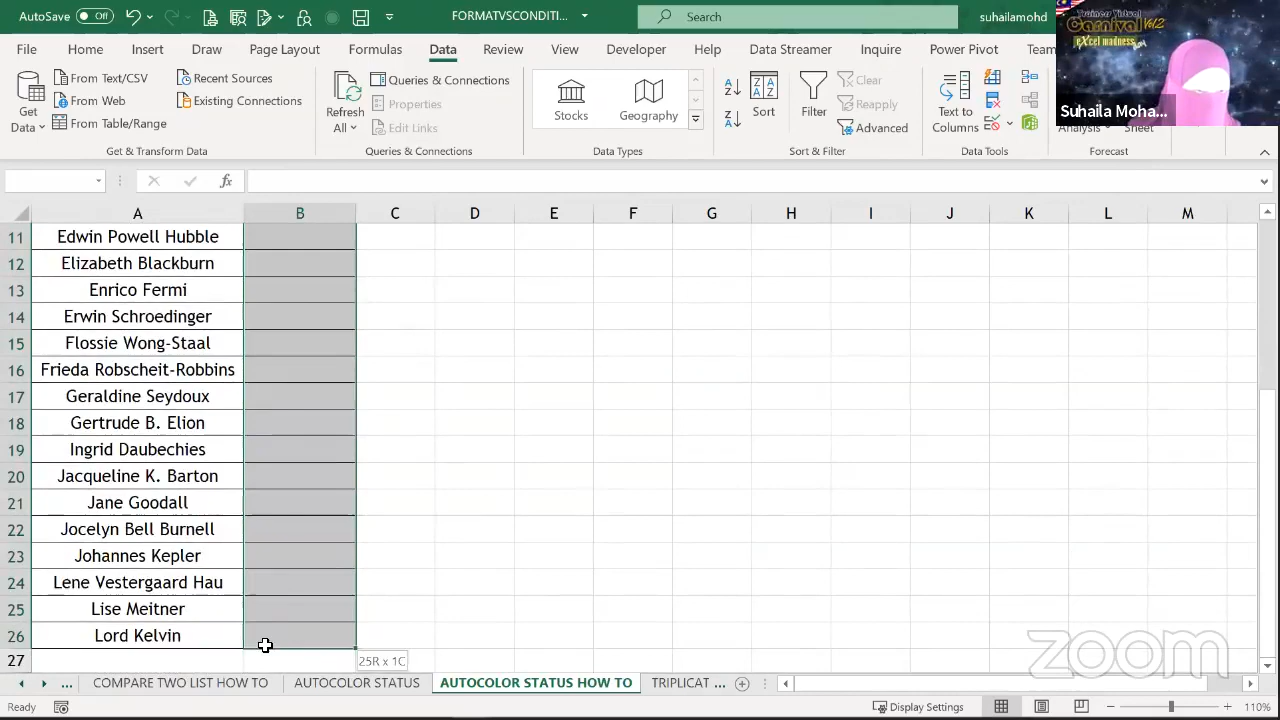 AutoSave Off
FORMATVSCONDITI...
Search
suhailamohd
File Home Insert Draw Page Layout Formulas Data Review View Developer Help Data Streamer Inquire Power Pivot Team
Trainers Virtual
Carnival Vol2
eXcel madness
Suhaila Moha...
Get Data
From Text/CSV
From Web
From Table/Range
Recent Sources
Existing Connections
Get & Transform Data
Refresh All
Queries & Connections
Properties
Edit Links
Queries & Connections
Stocks
Geography
Data Types
Sort
Filter
Clear
Reapply
Advanced
Sort & Filter
Text to Columns
Data Tools
Analysis
Sheet
Forecast
fx
A B C D E F G H I J K L M
11 Edwin Powell Hubble
12 Elizabeth Blackburn
13 Enrico Fermi
14 Erwin Schroedinger
15 Flossie Wong-Staal
16 Frieda Robscheit-Robbins
17 Geraldine Seydoux
18 Gertrude B. Elion
19 Ingrid Daubechies
20 Jacqueline K. Barton
21 Jane Goodall
22 Jocelyn Bell Burnell
23 Johannes Kepler
24 Lene Vestergaard Hau
25 Lise Meitner
26 Lord Kelvin
27
25R x 1C
zoom
... COMPARE TWO LIST HOW TO AUTOCOLOR STATUS AUTOCOLOR STATUS HOW TO TRIPLICAT ...
Ready
Display Settings
110%